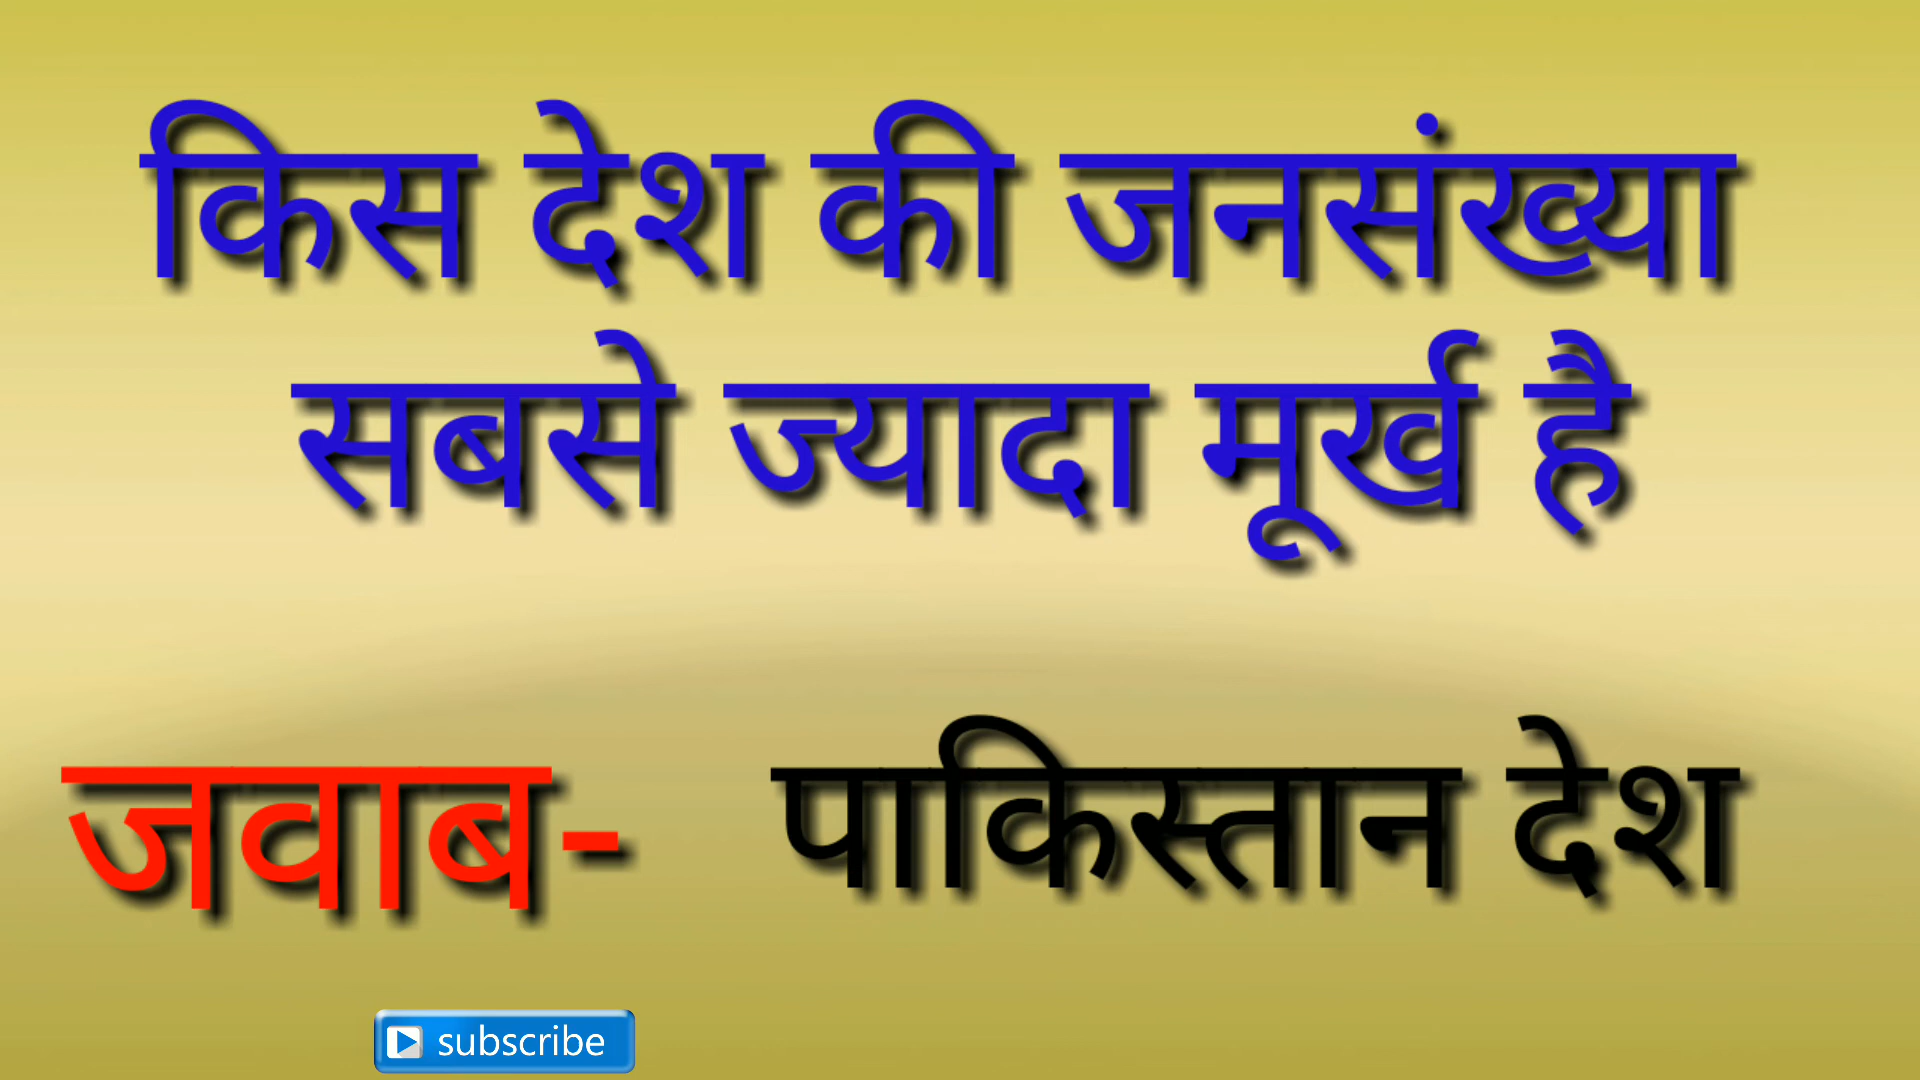 किस देश की जनसंख्या
सबसे ज्यादा मूर्ख है
जवाब- पाकिस्तान देश
subscribe